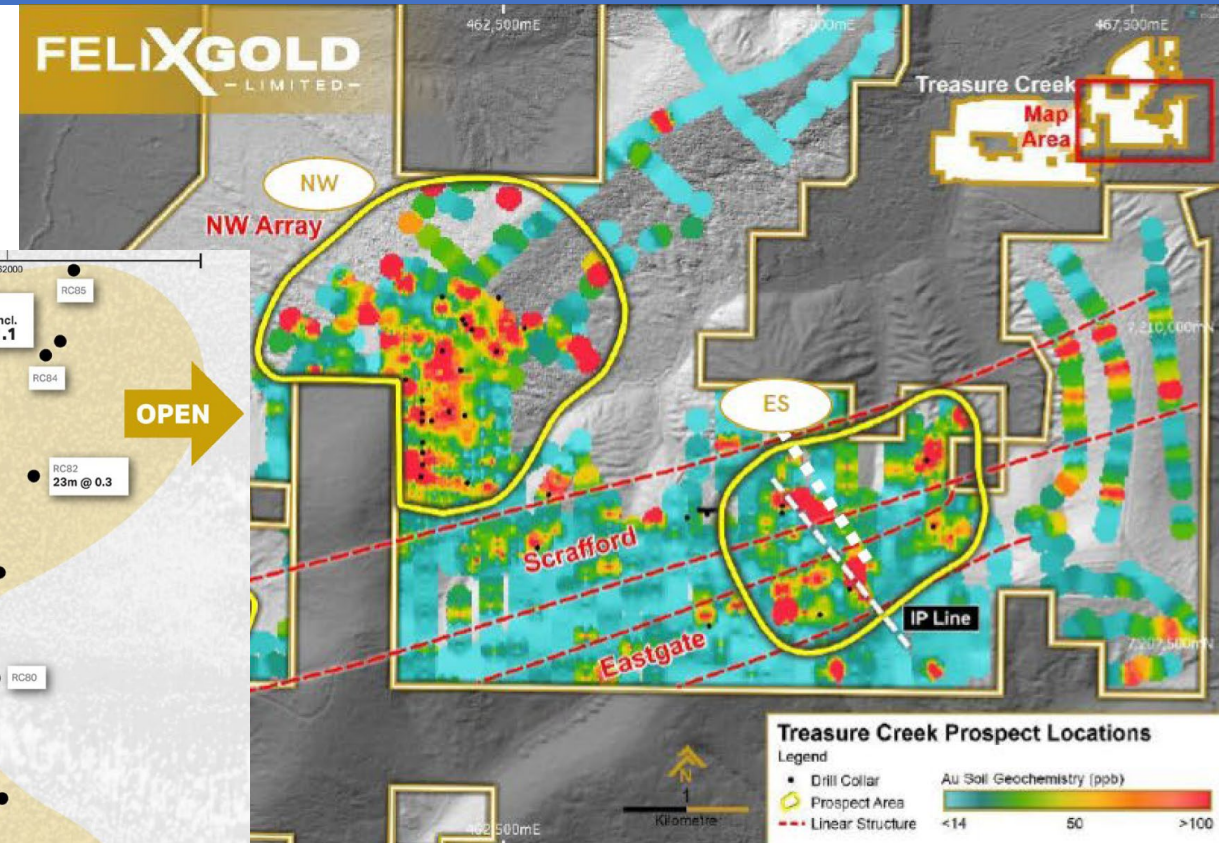 FELIXGOLD
-LIMITED-
462,500mE
467,500mE
Treasure Creek
Map
Area
NW
NW Array
RC85
incl.
.1
RC84
OPEN
RC82
23m @ 0.3
RC80
7,210,000mN
ES
Scrafford
Eastgate
IP Line
7,207,500mN
N
1
Kilometre
462,500mE
Treasure Creek Prospect Locations
Legend
Drill Collar
Prospect Area
Linear Structure
Au Soil Geochemistry (ppb)
<14
50
>100